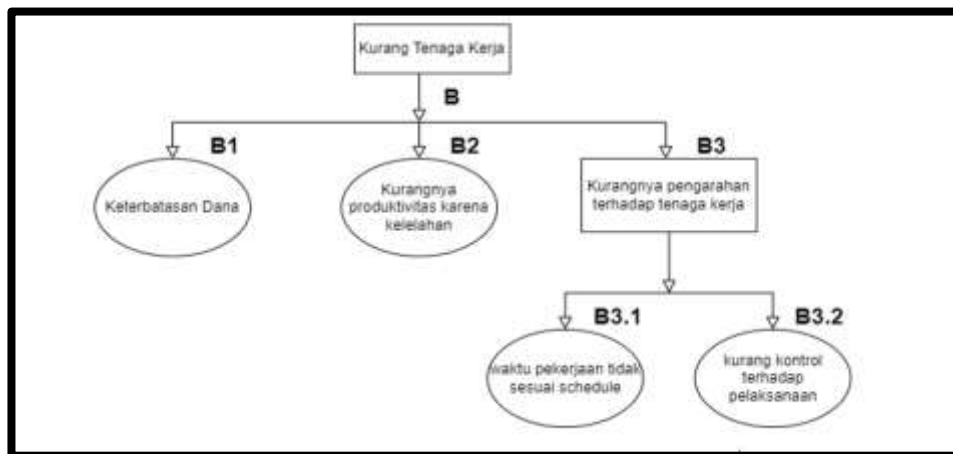 Kurang Tenaga Kerja
B
B1
B2
B3
Keterbatasan Dana
Kurangnya
produktivitas karena
kelelahan
Kurangnya pengarahan
terhadap tenaga kerja
B3.1
B3.2
waktu pekerjaan tidak
sesuai schedule
kurang kontrol
terhadap
pelaksanaan